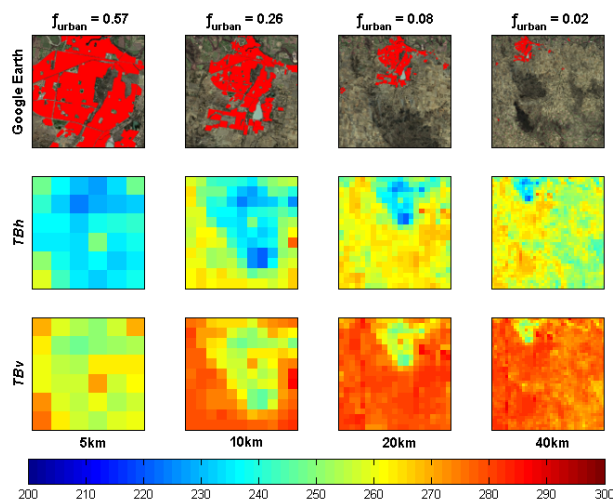 f_urban = 0.57 f_urban = 0.26 f_urban = 0.08 f_urban = 0.02
Google Earth
TBh
TBv
5km 10km 20km 40km
200 210 220 230 240 250 260 270 280 290 300